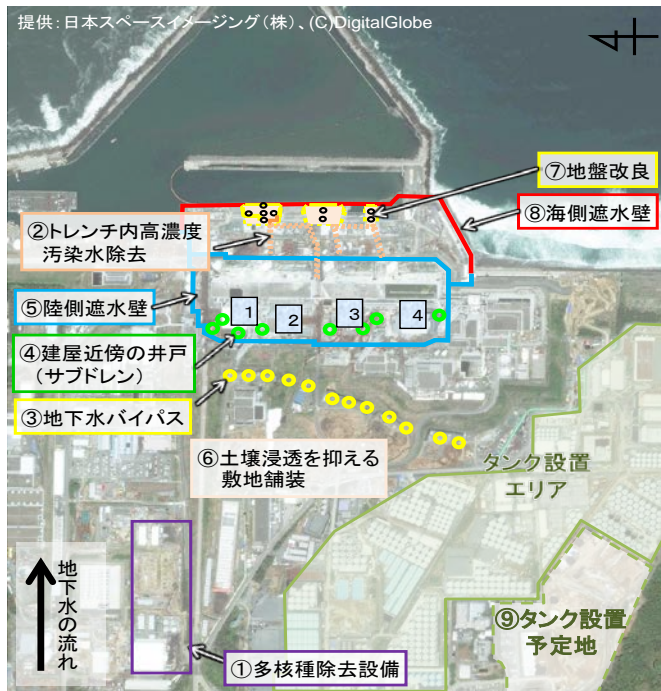 提供:日本スペースイメージング(株)、(C)DigitalGlobe
⑦地盤改良
⑧海側遮水壁
②トレンチ内高濃度
汚染水除去
⑤陸側遮水壁
1
2
3
4
④建屋近傍の井戸
(サブドレン)
③地下水バイパス
⑥土壌浸透を抑える
敷地舗装
タンク設置
エリア
地下水の流れ
⑨タンク設置
予定地
①多核種除去設備